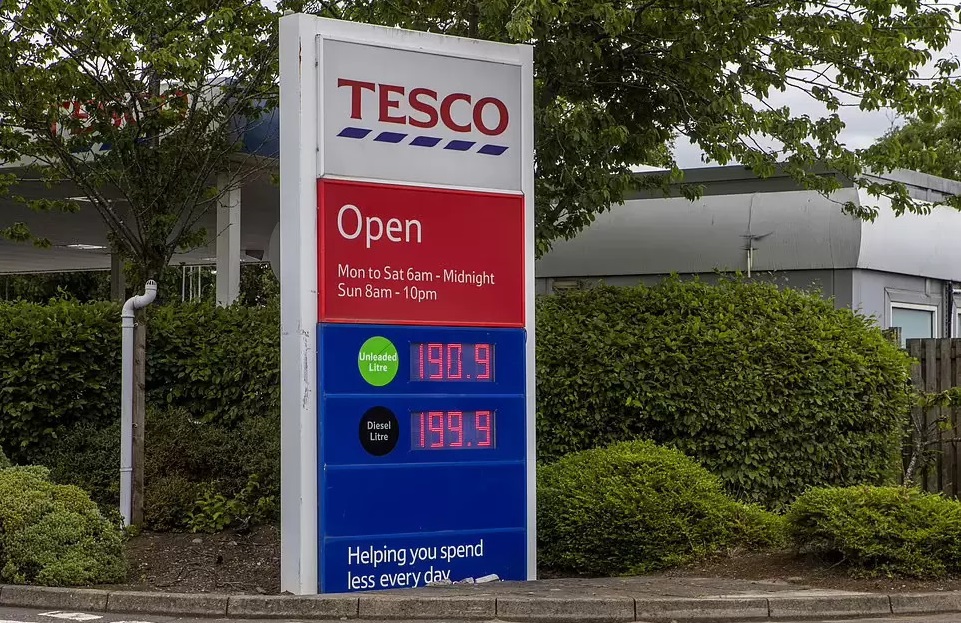 TESCO
TESCO
Open
Mon to Sat 6am - Midnight
Sun 8am - 10pm
Unleaded
Litre
190.9
Diesel
Litre
199.9
Helping you spend
less every day